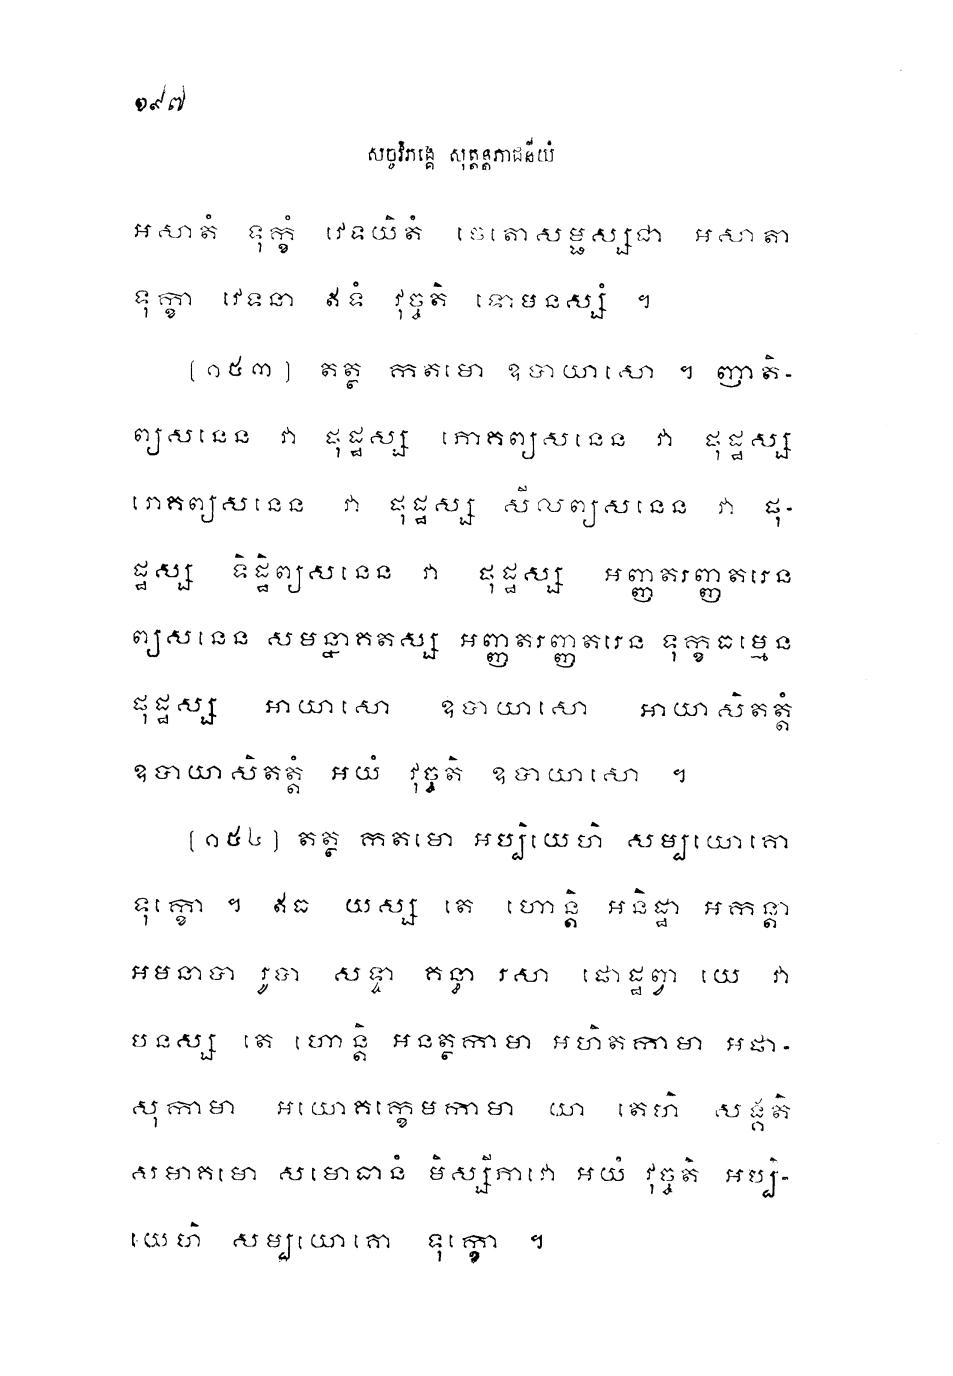 ១៩៧
សច្ចវិភង្គេ សុត្តន្តភាជនីយំ
អសាតំ ទុក្ខំ វេទយិតំ ចេតោសម្ផស្សជា អសាតា
ទុក្ខា វេទនា ឥទំ វុច្ចតិ ទោមនស្សំ ។
(១៥៣) តត្ថ កតមោ ឧបាយាសោ ។ ញាតិ-
ព្យសនេន វា ផុដ្ឋស្ស ភោគព្យសនេន វា ផុដ្ឋស្ស
រោគព្យសនេន វា ផុដ្ឋស្ស សីលព្យសនេន វា ផុ-
ដ្ឋស្ស ទិដ្ឋិព្យសនេន វា ផុដ្ឋស្ស អញ្ញតរញ្ញតរេន
ព្យសនេន សមន្នាគតស្ស អញ្ញតរញ្ញតរេន ទុក្ខធម្មេន
ផុដ្ឋស្ស អាយាសោ ឧបាយាសោ អាយាសិតត្តំ
ឧបាយាសិតត្តំ អយំ វុច្ចតិ ឧបាយាសោ ។
(១៥៤) តត្ថ កតមោ អប្បិយេហិ សម្បយោគោ
ទុក្ខោ ។ ឥធ យស្ស តេ ហោន្តិ អនិដ្ឋា អកន្តា
អមនាបា រូបា សទ្ទា គន្ធា រសា ផោដ្ឋព្វា យេ វា
បនស្ស តេ ហោន្តិ អនត្ថកាមា អហិតកាមា អផា-
សុកាមា អយោគក្ខេមកាមា យា តេហិ សង្គតិ
សមាគមោ សមោធានំ មិស្សីភាវោ អយំ វុច្ចតិ អប្បិ-
យេហិ សម្បយោគោ ទុក្ខោ ។